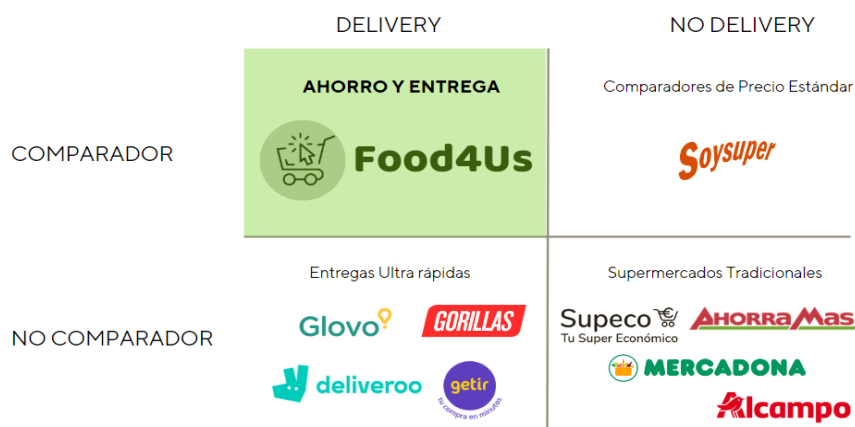 DELIVERY
NO DELIVERY
AHORRO Y ENTREGA
Comparadores de Precio Estándar
COMPARADOR
Food4Us
Soysuper
Entregas Ultra rápidas
Supermercados Tradicionales
NO COMPARADOR
Glovo
GORILLAS
Supeco
Tu Super Económico
AHORRAMAS
deliveroo
getir
tu compra en minutos
MERCADONA
Alcampo